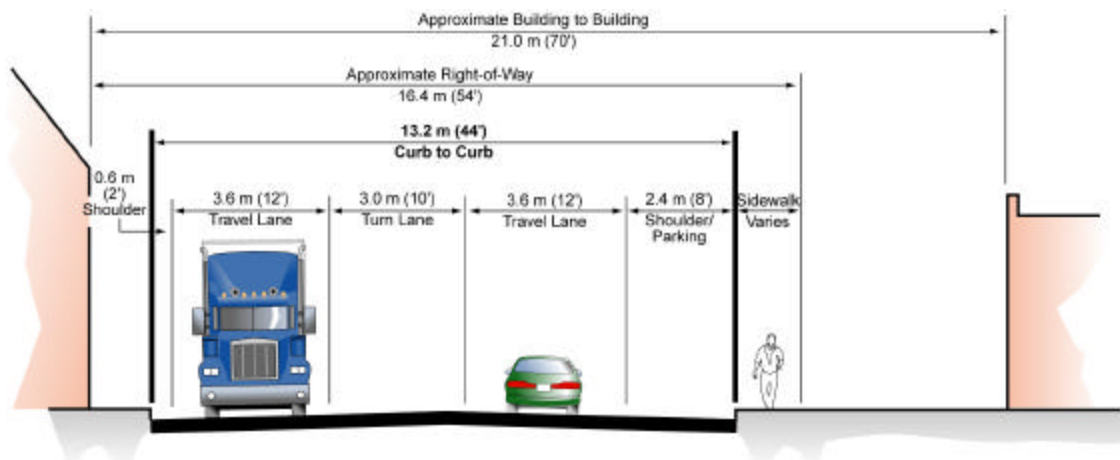 Approximate Building to Building
21.0 m (70')
Approximate Right-of-Way
16.4 m (54')
13.2 m (44')
Curb to Curb
0.6 m
(2')
Shoulder
3.6 m (12')
Travel Lane
3.0 m (10')
Turn Lane
3.6 m (12')
Travel Lane
2.4 m (8')
Shoulder/
Parking
Sidewalk
Varies